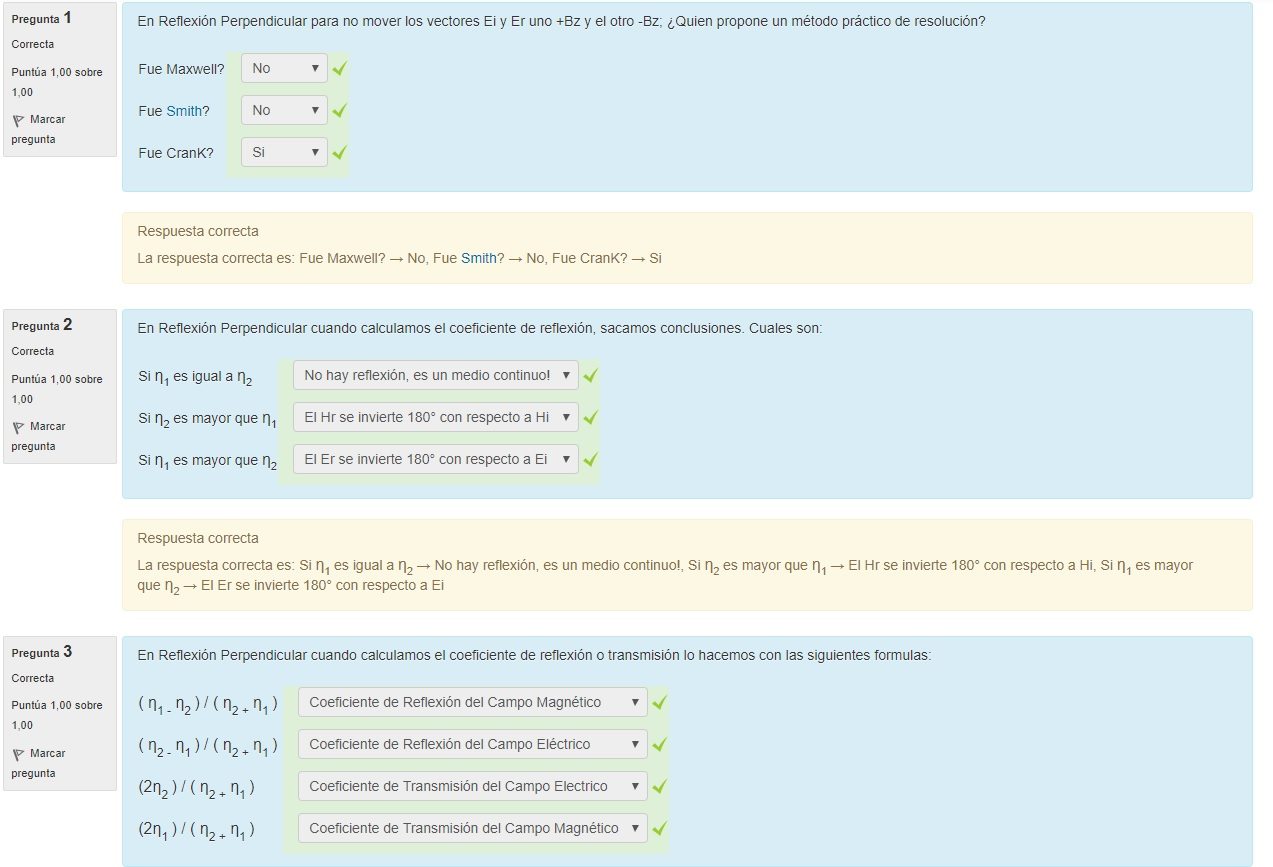 Pregunta 1
Correcta
Puntúa 1,00 sobre
1,00
Marcar
pregunta
En Reflexión Perpendicular para no mover los vectores Ei y Er uno +Bz y el otro -Bz; ¿Quien propone un método práctico de resolución?
Fue Maxwell? No
Fue Smith? No
Fue CranK? Si
Respuesta correcta
La respuesta correcta es: Fue Maxwell? → No, Fue Smith? → No, Fue CranK? → Si
Pregunta 2
Correcta
Puntúa 1,00 sobre
1,00
Marcar
pregunta
En Reflexión Perpendicular cuando calculamos el coeficiente de reflexión, sacamos conclusiones. Cuales son:
Si η1 es igual a η2 No hay reflexión, es un medio continuo!
Si η2 es mayor que η1 El Hr se invierte 180° con respecto a Hi
Si η1 es mayor que η2 El Er se invierte 180° con respecto a Ei
Respuesta correcta
La respuesta correcta es: Si η1 es igual a η2 → No hay reflexión, es un medio continuo!, Si η2 es mayor que η1 → El Hr se invierte 180° con respecto a Hi, Si η1 es mayor
que η2 → El Er se invierte 180° con respecto a Ei
Pregunta 3
Correcta
Puntúa 1,00 sobre
1,00
Marcar
pregunta
En Reflexión Perpendicular cuando calculamos el coeficiente de reflexión o transmisión lo hacemos con las siguientes formulas:
( η1 - η2 ) / ( η2 + η1 ) Coeficiente de Reflexión del Campo Magnético
( η2 - η1 ) / ( η2 + η1 ) Coeficiente de Reflexión del Campo Eléctrico
(2η2 ) / ( η2 + η1 ) Coeficiente de Transmisión del Campo Electrico
(2η1 ) / ( η2 + η1 ) Coeficiente de Transmisión del Campo Magnético